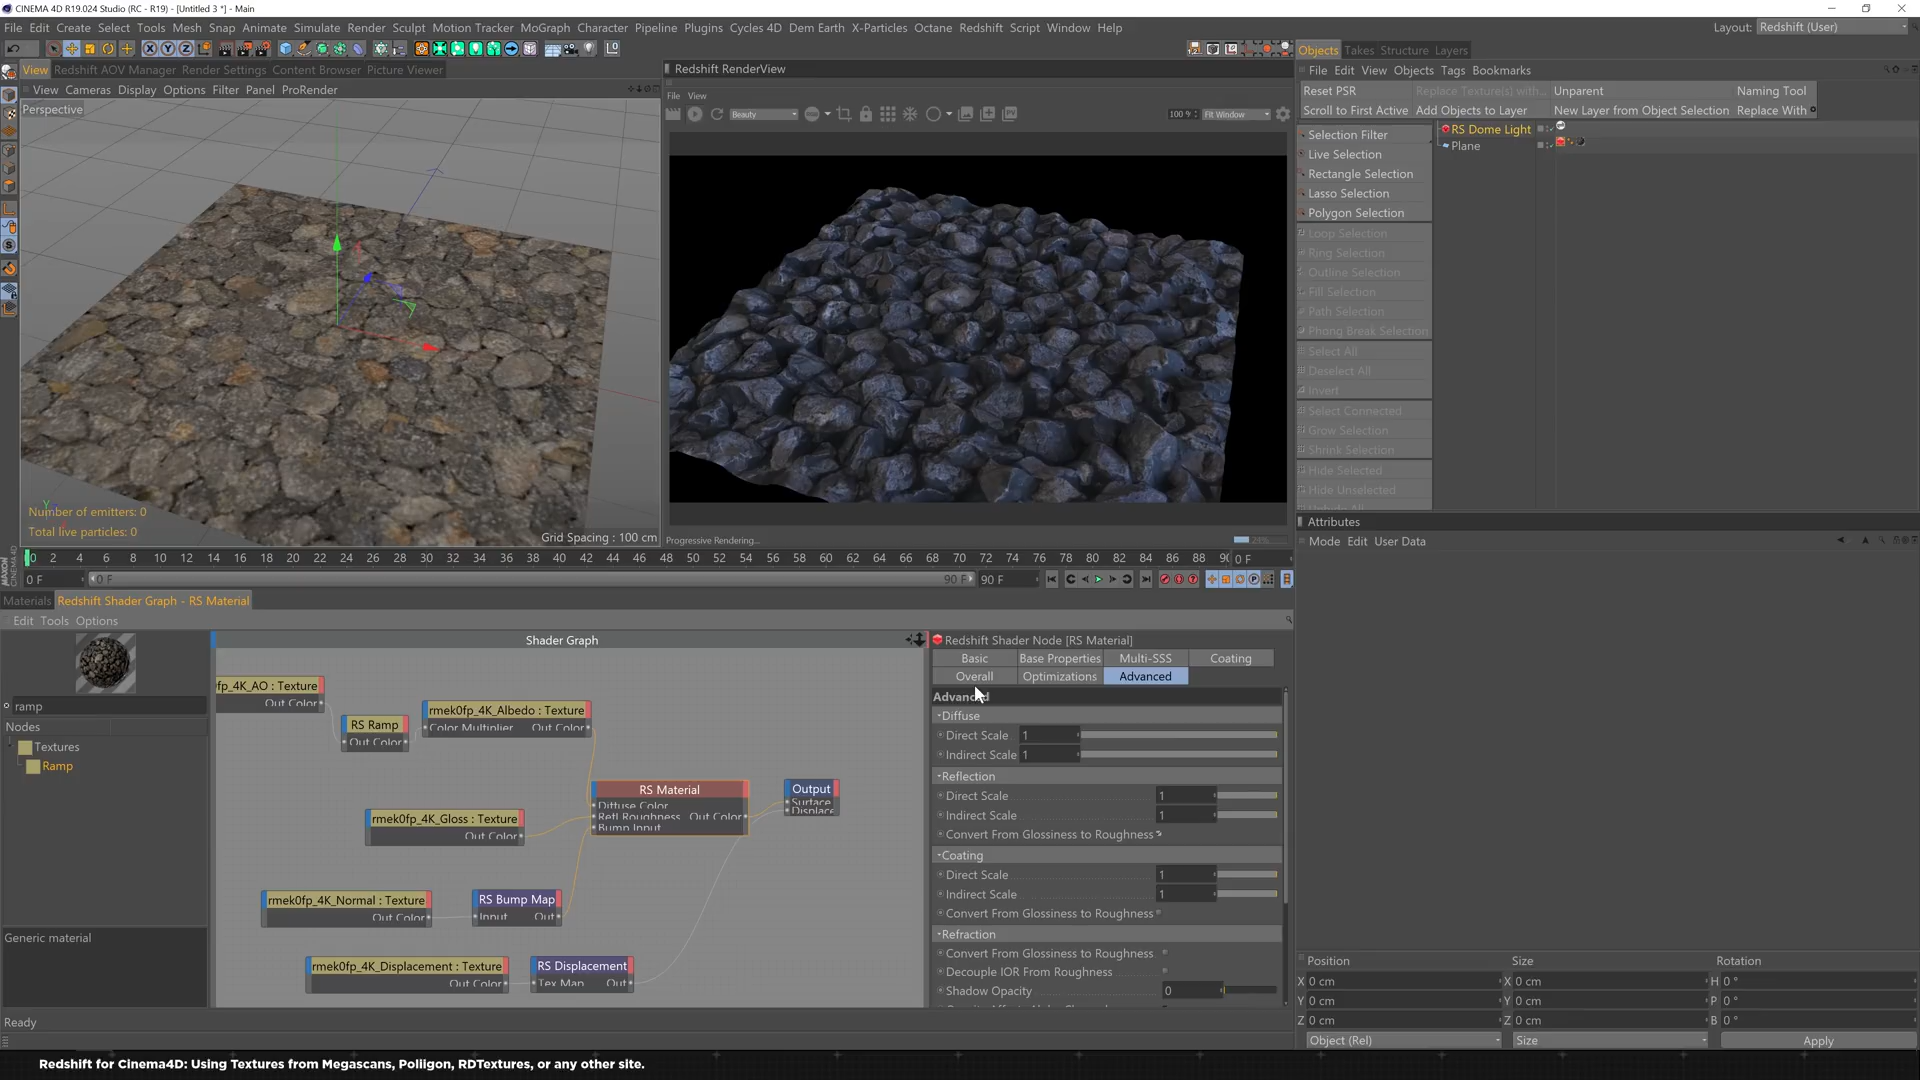 CINEMA 4D R19.024 Studio (RC - R19) - [Untitled 3 *] - Main
File Edit Create Select Tools Mesh Snap Animate Simulate Render Sculpt Motion Tracker MoGraph Character Pipeline Plugins Cycles 4D Dem Earth X-Particles Octane Redshift Script Window Help
Layout: Redshift (User)
View Redshift AOV Manager Render Settings Content Browser Picture Viewer
View Cameras Display Options Filter Panel ProRender
Perspective
Number of emitters: 0
Total live particles: 0
Grid Spacing : 100 cm
Redshift RenderView
File View
Beauty
100 %
Fit Window
Progressive Rendering...
24%
Objects Takes Structure Layers
File Edit View Objects Tags Bookmarks
Reset PSR Replace Texture(s) with... Unparent Naming Tool
Scroll to First Active Add Objects to Layer New Layer from Object Selection Replace With
Selection Filter
Live Selection
Rectangle Selection
Lasso Selection
Polygon Selection
Loop Selection
Ring Selection
Outline Selection
Fill Selection
Path Selection
Phong Break Selection
Select All
Deselect All
Invert
Select Connected
Grow Selection
Shrink Selection
Hide Selected
Hide Unselected
Unhide All
RS Dome Light
Plane
Attributes
Mode Edit User Data
0 2 4 6 8 10 12 14 16 18 20 22 24 26 28 30 32 34 36 38 40 42 44 46 48 50 52 54 56 58 60 62 64 66 68 70 72 74 76 78 80 82 84 86 88 90 0 F
0 F 0 F 90 F 90 F
MAXON CINEMA 4D
Materials Redshift Shader Graph - RS Material
Edit Tools Options
ramp
Nodes
Textures
Ramp
Generic material
Shader Graph
fp_4K_AO : Texture
Out Color
RS Ramp
Out Color
rmek0fp_4K_Albedo : Texture
Color Multiplier Out Color
rmek0fp_4K_Gloss : Texture
Out Color
RS Material
Diffuse Color
Refl Roughness Out Color
Bump Input
Output
Surface
Displace
rmek0fp_4K_Normal : Texture
Out Color
RS Bump Map
Input Out
rmek0fp_4K_Displacement : Texture
Out Color
RS Displacement
Tex Map Out
Redshift Shader Node [RS Material]
Basic Base Properties Multi-SSS Coating
Overall Optimizations Advanced
Advanced
Diffuse
Direct Scale 1
Indirect Scale 1
Reflection
Direct Scale 1
Indirect Scale 1
Convert From Glossiness to Roughness
Coating
Direct Scale 1
Indirect Scale 1
Convert From Glossiness to Roughness
Refraction
Convert From Glossiness to Roughness
Decouple IOR From Roughness
Shadow Opacity 0
Position Size Rotation
X 0 cm X 0 cm H 0 °
Y 0 cm Y 0 cm P 0 °
Z 0 cm Z 0 cm B 0 °
Object (Rel) Size Apply
Ready
Redshift for Cinema4D: Using Textures from Megascans, Poliigon, RDTextures, or any other site.